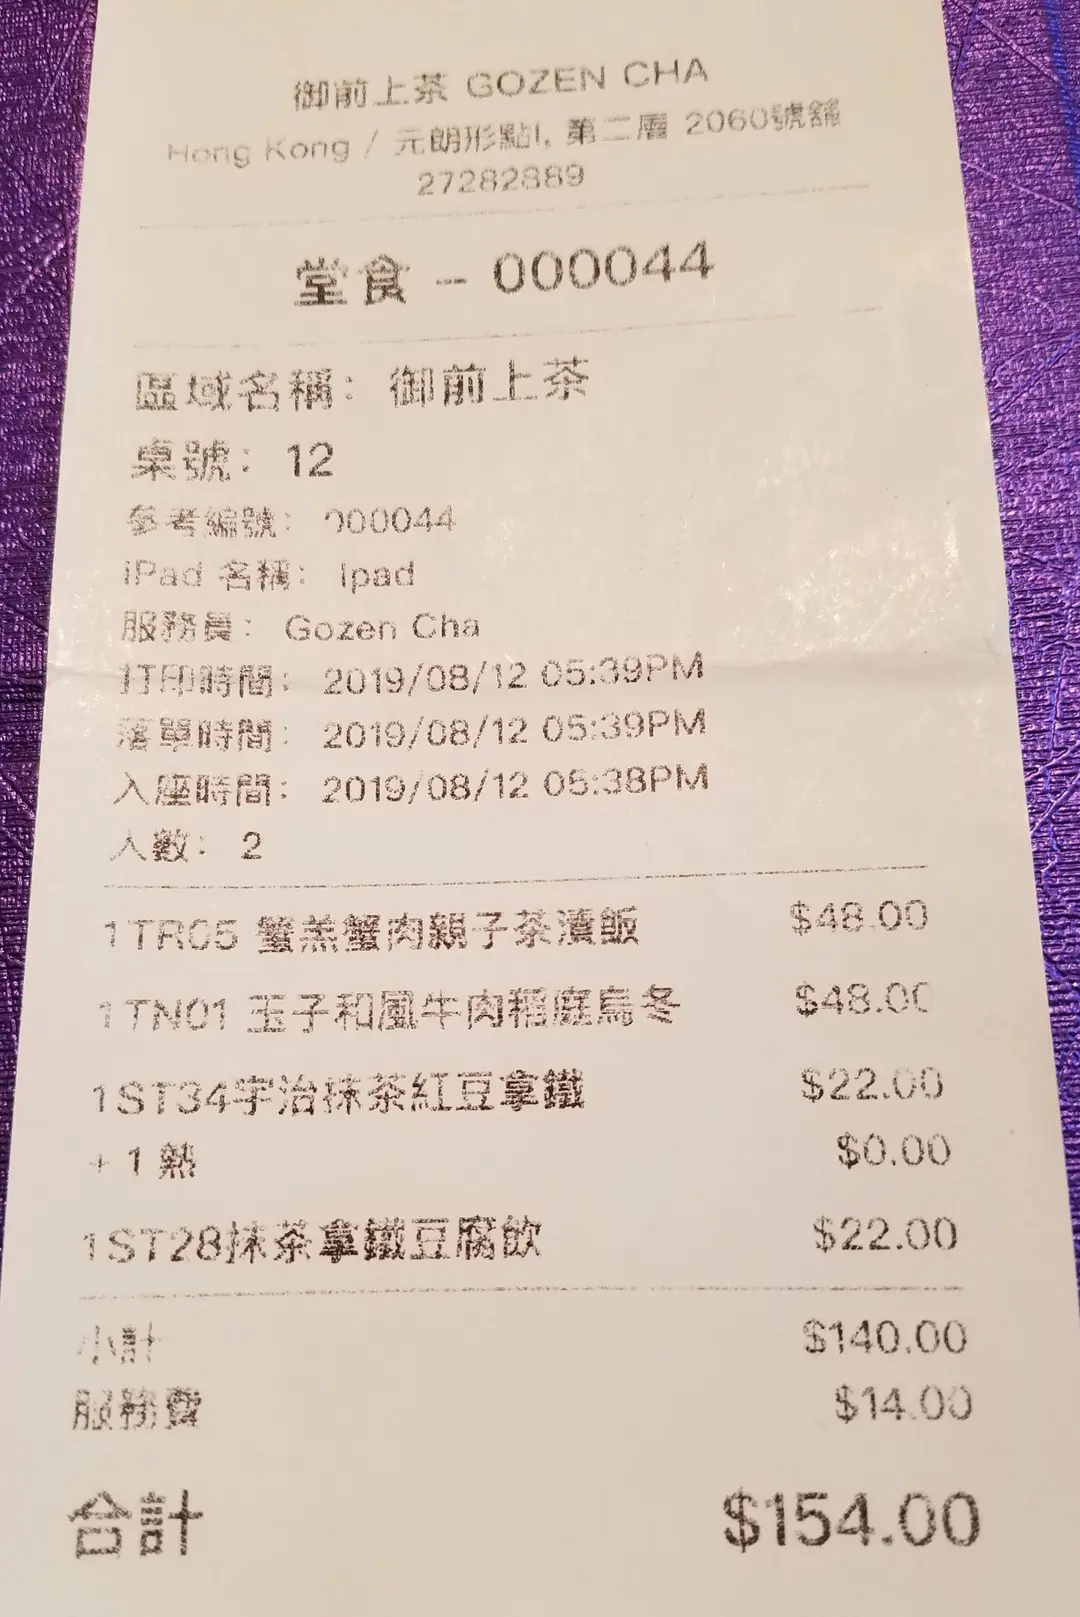 御前上茶 GOZEN CHA
Hong Kong / 元朗形點I, 第二層 2060號舖
27282889
堂食 – 000044
區域名稱: 御前上茶
桌號: 12
參考編號: 000044
iPad 名稱: Ipad
服務員: Gozen Cha
打印時間: 2019/08/12 05:39PM
落單時間: 2019/08/12 05:39PM
入座時間: 2019/08/12 05:38PM
人數: 2
1 TR05 蟹羔蟹肉親子茶漬飯 $48.00
1 TN01 玉子和風牛肉稻庭烏冬 $48.00
1 ST34宇治抹茶紅豆拿鐵 $22.00
+ 1 熱 $0.00
1 ST28抹茶拿鐵豆腐飲 $22.00
小計 $140.00
服務費 $14.00
合計 $154.00